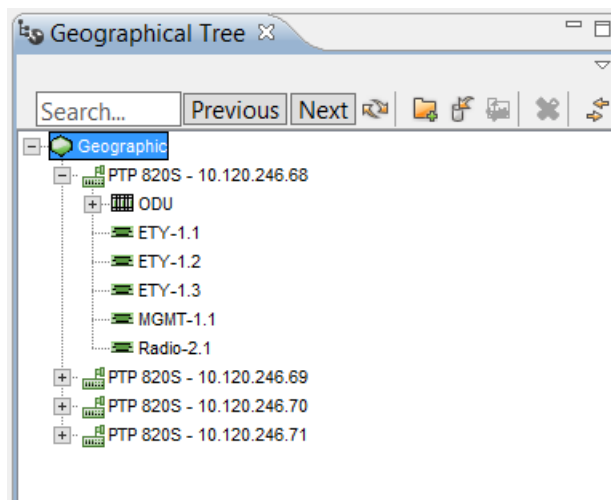 Geographical Tree
Search... Previous Next
Geographic
PTP 820S - 10.120.246.68
ODU
ETY-1.1
ETY-1.2
ETY-1.3
MGMT-1.1
Radio-2.1
PTP 820S - 10.120.246.69
PTP 820S - 10.120.246.70
PTP 820S - 10.120.246.71